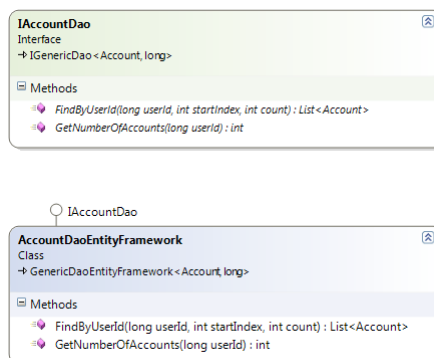 IAccountDao
Interface
IGenericDao<Account, long>
Methods
FindByUserId(long userId, int startIndex, int count) : List<Account>
GetNumberOfAccounts(long userId) : int
IAccountDao
AccountDaoEntityFramework
Class
GenericDaoEntityFramework<Account, long>
Methods
FindByUserId(long userId, int startIndex, int count) : List<Account>
GetNumberOfAccounts(long userId) : int